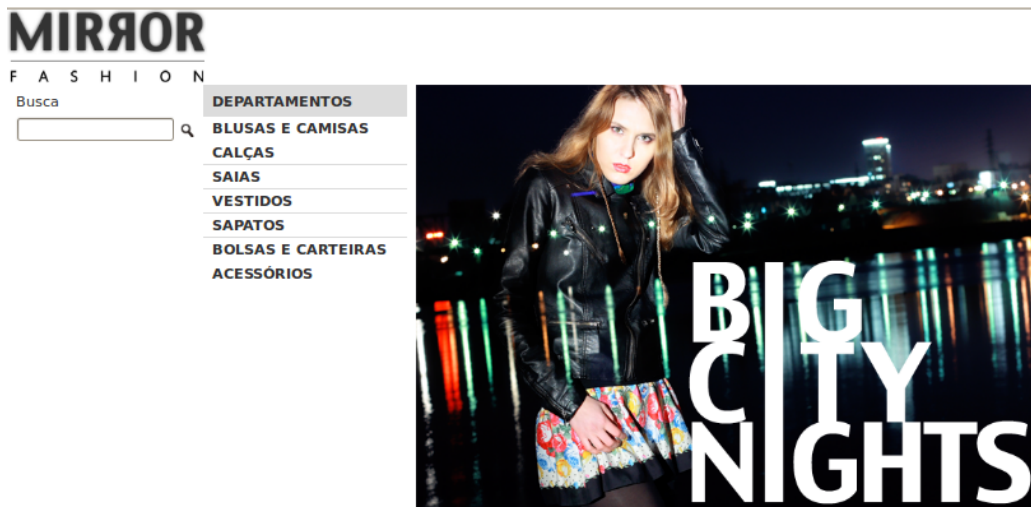 MIRROR
FASHION
Busca
DEPARTAMENTOS
BLUSAS E CAMISAS
CALÇAS
SAIAS
VESTIDOS
SAPATOS
BOLSAS E CARTEIRAS
ACESSÓRIOS
BIG
CITY
NIGHTS